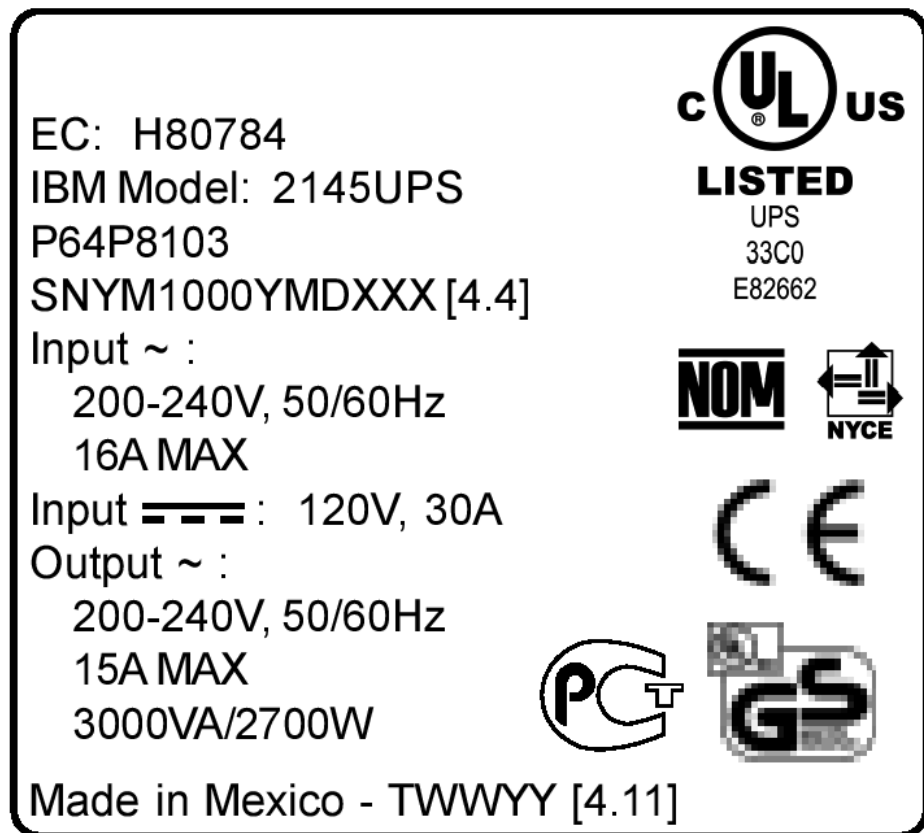 EC: H80784
IBM Model: 2145UPS
P64P8103
SNYM1000YMDXXX [4.4]
Input ~ :
200-240V, 50/60Hz
16A MAX
Input ⎓ : 120V, 30A
Output ~ :
200-240V, 50/60Hz
15A MAX
3000VA/2700W
Made in Mexico - TWWYY [4.11]
C UL ® US
LISTED
UPS
33C0
E82662
NOM
NYCE
CE
PCT
GS